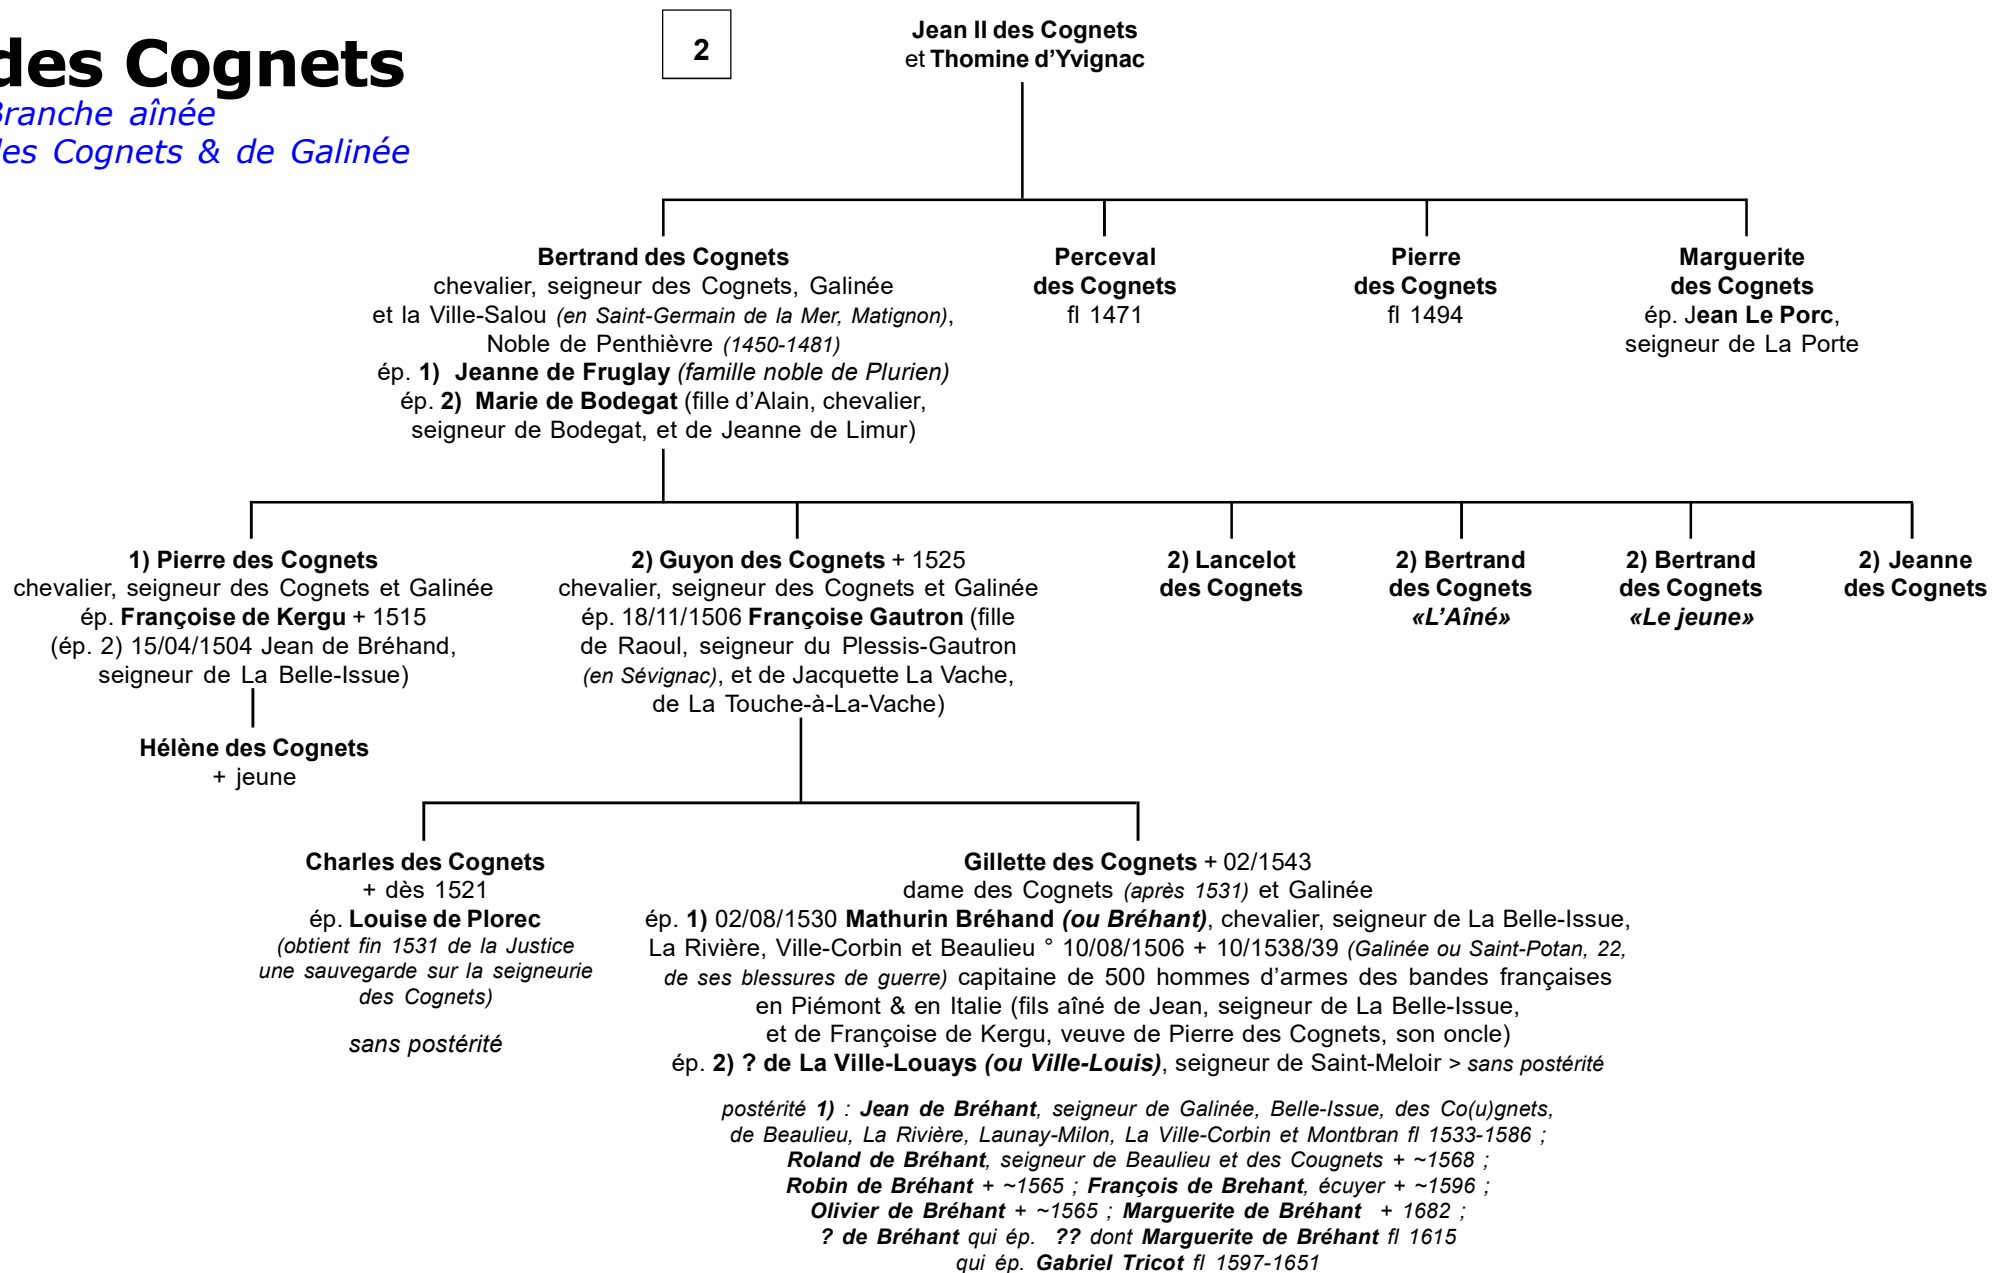 des Cognets
Branche aînée
des Cognets & de Galinée
2
Jean II des Cognets
et Thomine d'Yvignac
Bertrand des Cognets
chevalier, seigneur des Cognets, Galinée
et la Ville-Salou (en Saint-Germain de la Mer, Matignon),
Noble de Penthièvre (1450-1481)
ép. 1) Jeanne de Fruglay (famille noble de Plurien)
ép. 2) Marie de Bodegat (fille d'Alain, chevalier,
seigneur de Bodegat, et de Jeanne de Limur)
Perceval
des Cognets
fl 1471
Pierre
des Cognets
fl 1494
Marguerite
des Cognets
ép. Jean Le Porc,
seigneur de La Porte
1) Pierre des Cognets
chevalier, seigneur des Cognets et Galinée
ép. Françoise de Kergu + 1515
(ép. 2) 15/04/1504 Jean de Bréhand,
seigneur de La Belle-Issue)
2) Guyon des Cognets + 1525
chevalier, seigneur des Cognets et Galinée
ép. 18/11/1506 Françoise Gautron (fille
de Raoul, seigneur du Plessis-Gautron
(en Sévignac), et de Jacquette La Vache,
de La Touche-à-La-Vache)
2) Lancelot
des Cognets
2) Bertrand
des Cognets
«L'Aîné»
2) Bertrand
des Cognets
«Le jeune»
2) Jeanne
des Cognets
Hélène des Cognets
+ jeune
Charles des Cognets
+ dès 1521
ép. Louise de Plorec
(obtient fin 1531 de la Justice
une sauvegarde sur la seigneurie
des Cognets)
sans postérité
Gillette des Cognets + 02/1543
dame des Cognets (après 1531) et Galinée
ép. 1) 02/08/1530 Mathurin Bréhand (ou Bréhant), chevalier, seigneur de La Belle-Issue,
La Rivière, Ville-Corbin et Beaulieu ° 10/08/1506 + 10/1538/39 (Galinée ou Saint-Potan, 22,
de ses blessures de guerre) capitaine de 500 hommes d'armes des bandes françaises
en Piémont & en Italie (fils aîné de Jean, seigneur de La Belle-Issue,
et de Françoise de Kergu, veuve de Pierre des Cognets, son oncle)
ép. 2) ? de La Ville-Louays (ou Ville-Louis), seigneur de Saint-Meloir > sans postérité
postérité 1) : Jean de Bréhant, seigneur de Galinée, Belle-Issue, des Co(u)gnets,
de Beaulieu, La Rivière, Launay-Milon, La Ville-Corbin et Montbran fl 1533-1586 ;
Roland de Bréhant, seigneur de Beaulieu et des Cougnets + ~1568 ;
Robin de Bréhant + ~1565 ; François de Brehant, écuyer + ~1596 ;
Olivier de Bréhant + ~1565 ; Marguerite de Bréhant + 1682 ;
? de Bréhant qui ép. ?? dont Marguerite de Bréhant fl 1615
qui ép. Gabriel Tricot fl 1597-1651